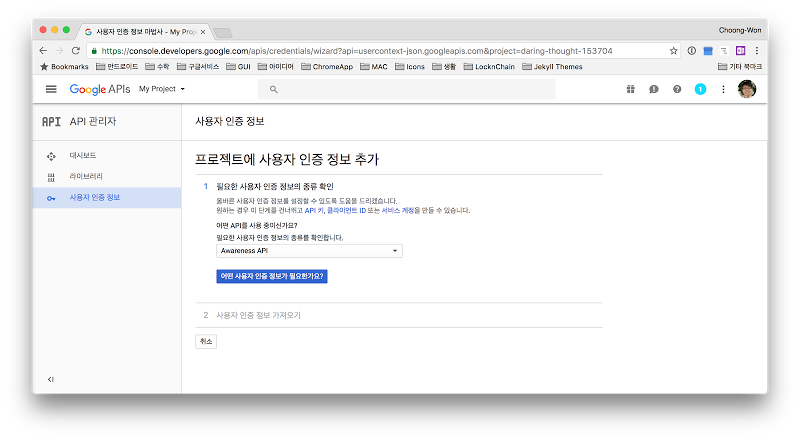 사용자 인증 정보 마법사 - My Proje
Choong-Won
https://console.developers.google.com/apis/credentials/wizard?api=usercontext-json.googleapis.com&project=daring-thought-153704
Bookmarks 안드로이드 수학 구글서비스 GUI 아이디어 ChromeApp MAC Icons 생활 LocknChain Jekyll Themes 기타 북마크
Google APIs My Project 1
API API 관리자 사용자 인증 정보
대시보드
라이브러리
사용자 인증 정보
프로젝트에 사용자 인증 정보 추가
1 필요한 사용자 인증 정보의 종류 확인
올바른 사용자 인증 정보를 설정할 수 있도록 도움을 드리겠습니다.
원하는 경우 이 단계를 건너뛰고 API 키, 클라이언트 ID 또는 서비스 계정을 만들 수 있습니다.
어떤 API를 사용 중이신가요?
필요한 사용자 인증 정보의 종류를 확인합니다.
Awareness API
어떤 사용자 인증 정보가 필요한가요?
2 사용자 인증 정보 가져오기
취소